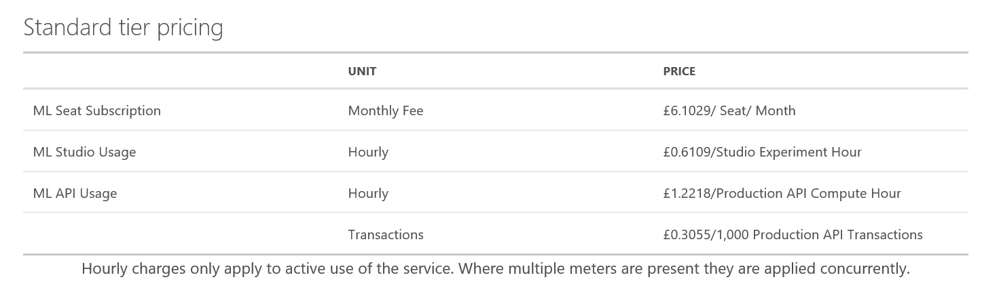 Standard tier pricing
UNIT PRICE
ML Seat Subscription Monthly Fee £6.1029/ Seat/ Month
ML Studio Usage Hourly £0.6109/Studio Experiment Hour
ML API Usage Hourly £1.2218/Production API Compute Hour
Transactions £0.3055/1,000 Production API Transactions
Hourly charges only apply to active use of the service. Where multiple meters are present they are applied concurrently.